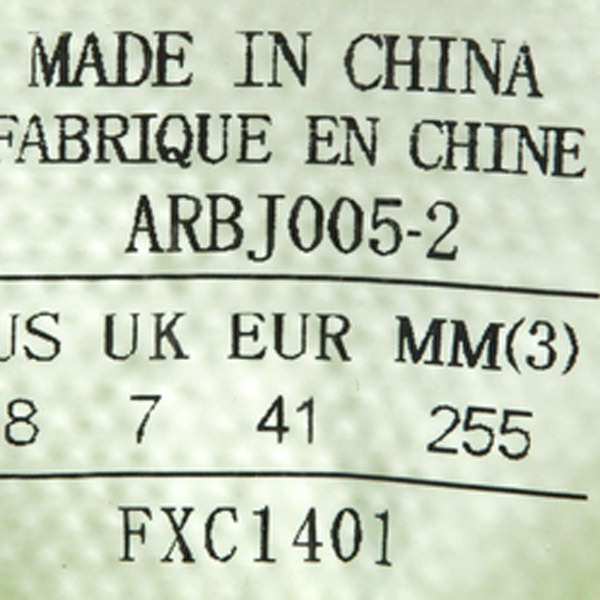 MADE IN CHINA
FABRIQUE EN CHINE
ARBJ005-2
US UK EUR MM(3)
8 7 41 255
FXC1401